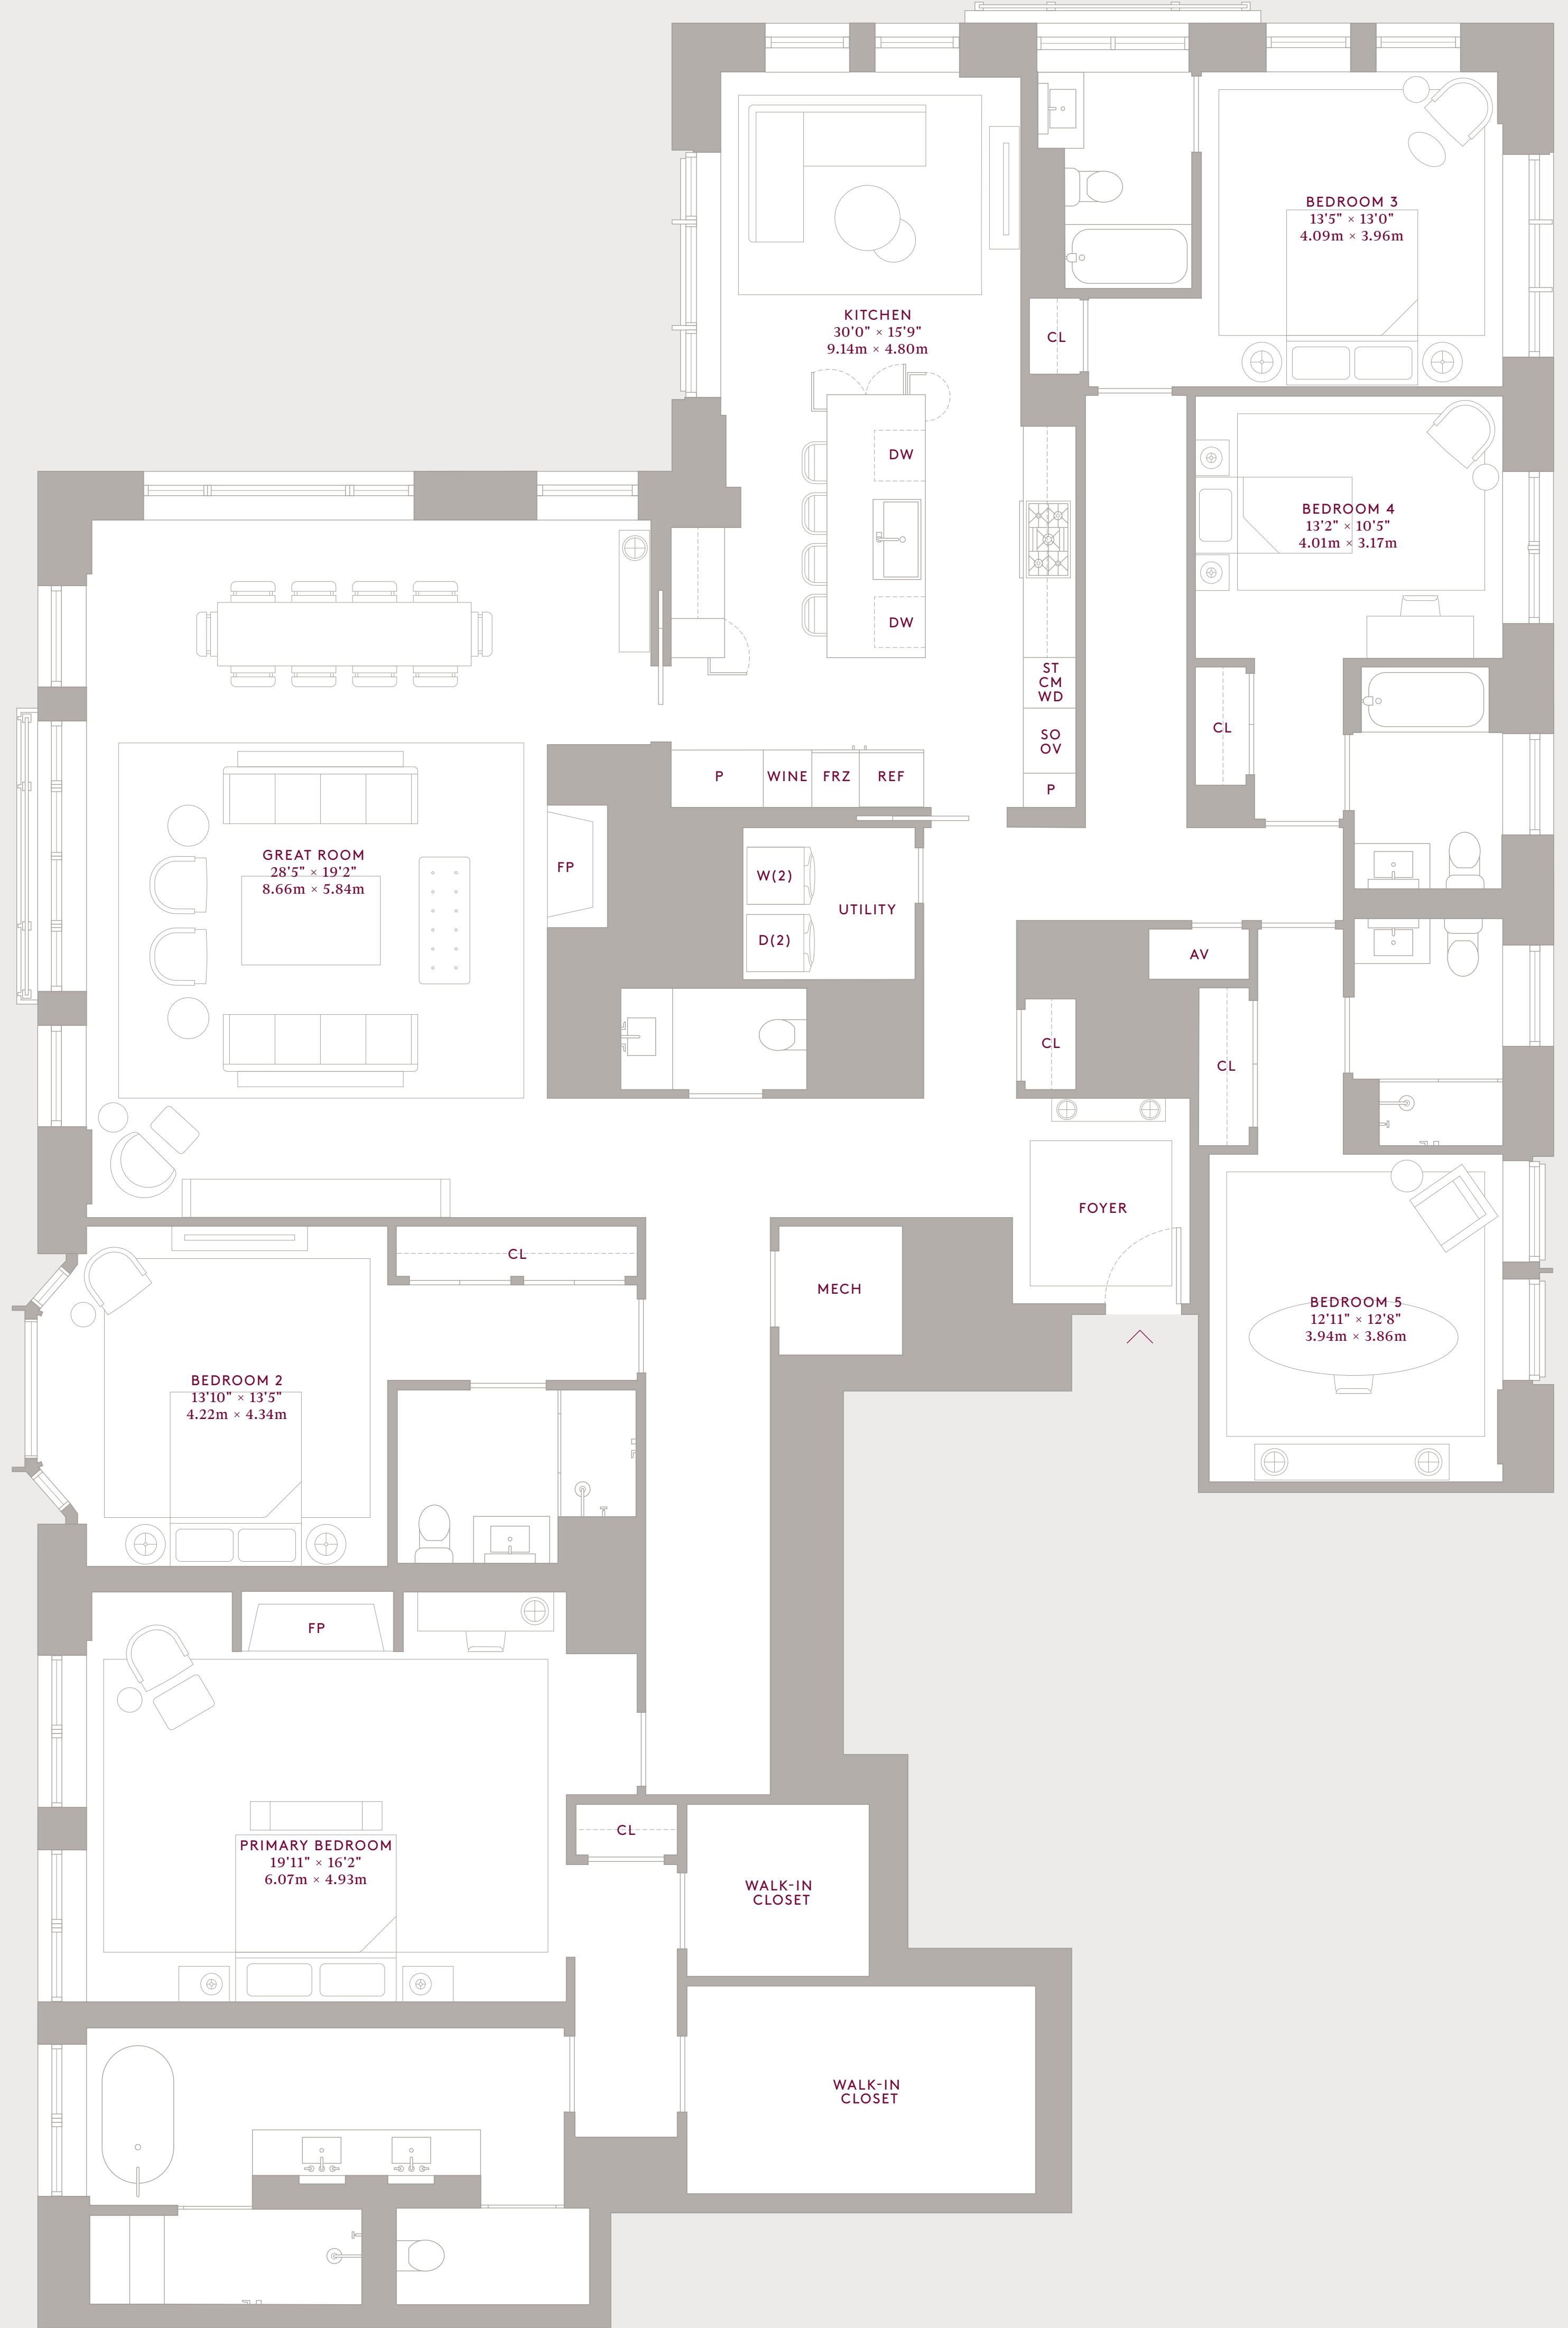 BEDROOM 3
13'5" × 13'0"
4.09m × 3.96m
KITCHEN
30'0" × 15'9"
9.14m × 4.80m
CL
DW
BEDROOM 4
13'2" × 10'5"
4.01m × 3.17m
DW
ST
CM
WD
SO
OV
P
CL
P
WINE
FRZ
REF
GREAT ROOM
28'5" × 19'2"
8.66m × 5.84m
FP
W(2)
UTILITY
D(2)
AV
CL
CL
FOYER
CL
MECH
BEDROOM 5
12'11" × 12'8"
3.94m × 3.86m
BEDROOM 2
13'10" × 13'5"
4.22m × 4.34m
FP
PRIMARY BEDROOM
19'11" × 16'2"
6.07m × 4.93m
CL
WALK-IN
CLOSET
WALK-IN
CLOSET